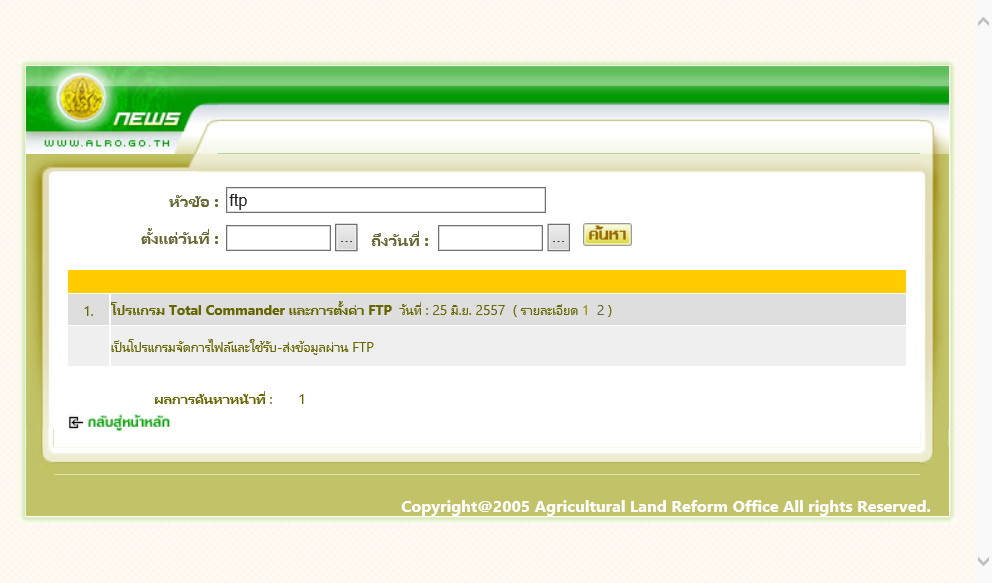 NEWS
WWW.ALRO.GO.TH
หัวข้อ : ftp
ตั้งแต่วันที่ : ... ถึงวันที่ : ... ค้นหา
1. โปรแกรม Total Commander และการตั้งค่า FTP วันที่ : 25 มิ.ย. 2557 ( รายละเอียด 1 2 )
เป็นโปรแกรมจัดการไฟล์และใช้รับ-ส่งข้อมูลผ่าน FTP
ผลการค้นหาหน้าที่ : 1
กลับสู่หน้าหลัก
Copyright@2005 Agricultural Land Reform Office All rights Reserved.